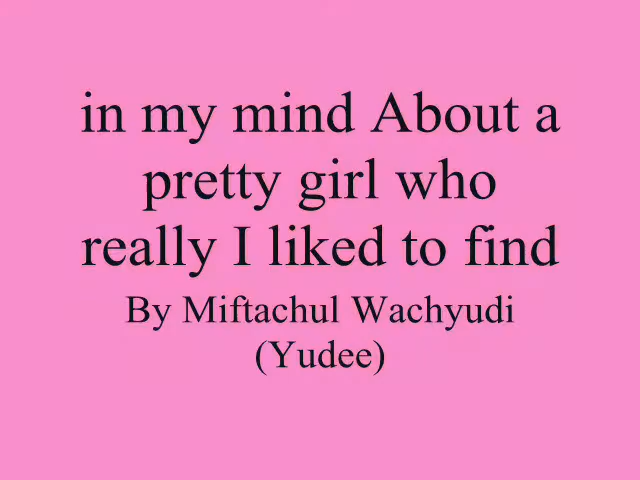 in my mind About a
pretty girl who
really I liked to find
By Miftachul Wachyudi
(Yudee)